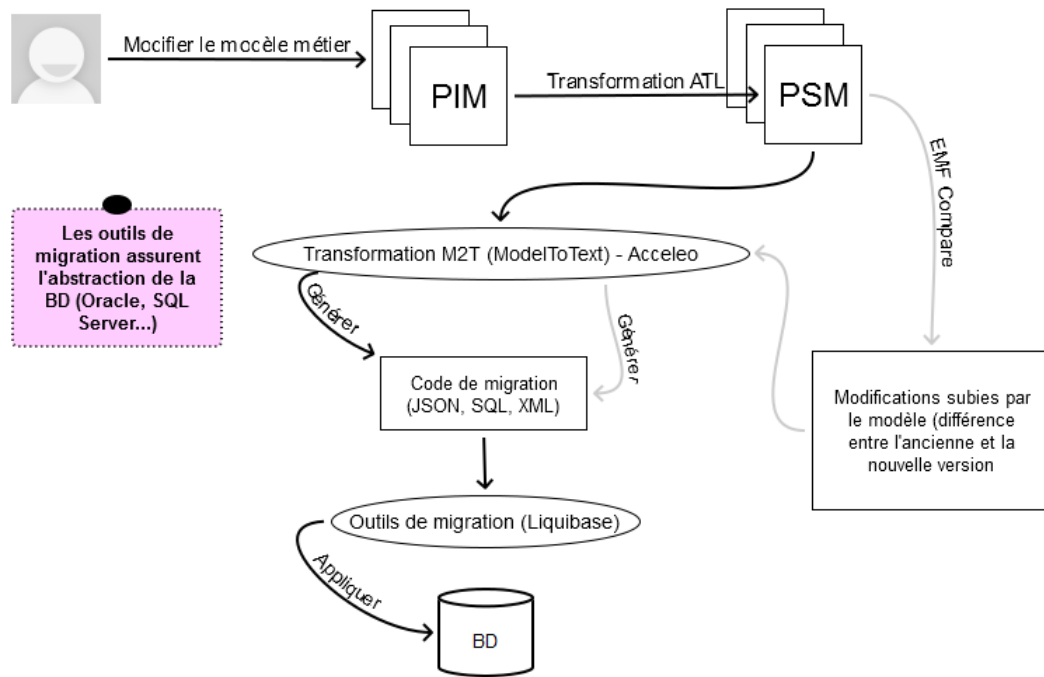 Mocifier le mocèle métier
PIM
Transformation ATL
PSM
EMF Compare
Les outils de
migration assurent
l'abstraction de la
BD (Oracle, SQL
Server...)
Transformation M2T (ModelToText) - Acceleo
Générer
Générer
Code de migration
(JSON, SQL, XML)
Modifications subies par
le modèle (différence
entre l'ancienne et la
nouvelle version
Outils de migration (Liquibase)
Appliquer
BD